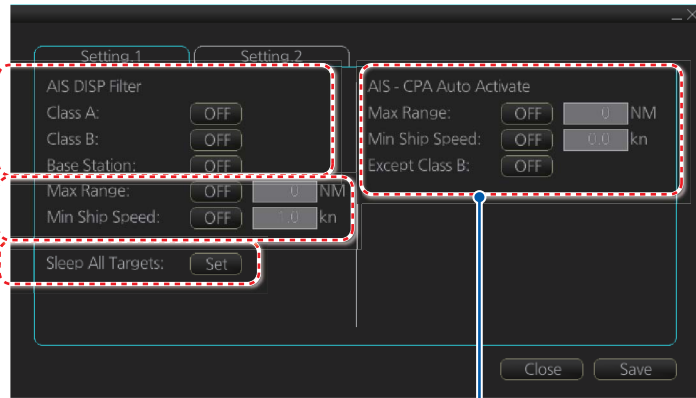 Setting.1 Setting.2
AIS DISP Filter
Class A: OFF
Class B: OFF
Base Station: OFF
Max Range: OFF 0 NM
Min Ship Speed: OFF 1.0 kn
Sleep All Targets: Set
AIS - CPA Auto Activate
Max Range: OFF 0 NM
Min Ship Speed: OFF 0.0 kn
Except Class B: OFF
Close Save